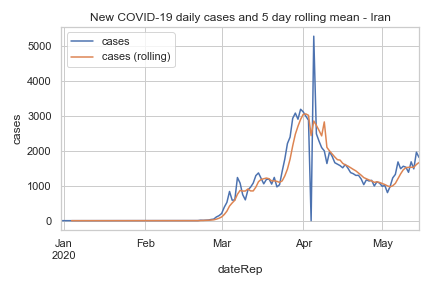 New COVID-19 daily cases and 5 day rolling mean - Iran
cases
cases (rolling)
5000
4000
3000
2000
1000
0
cases
Jan Feb Mar Apr May
2020
dateRep